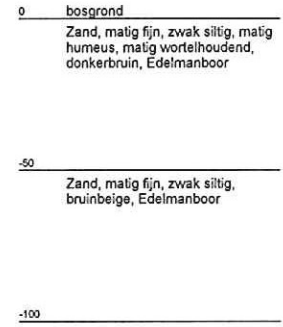 0 bosgrond
Zand, matig fijn, zwak siltig, matig
humeus, matig wortelhoudend,
donkerbruin, Edelmanboor
-50
Zand, matig fijn, zwak siltig,
bruinbeige, Edelmanboor
-100